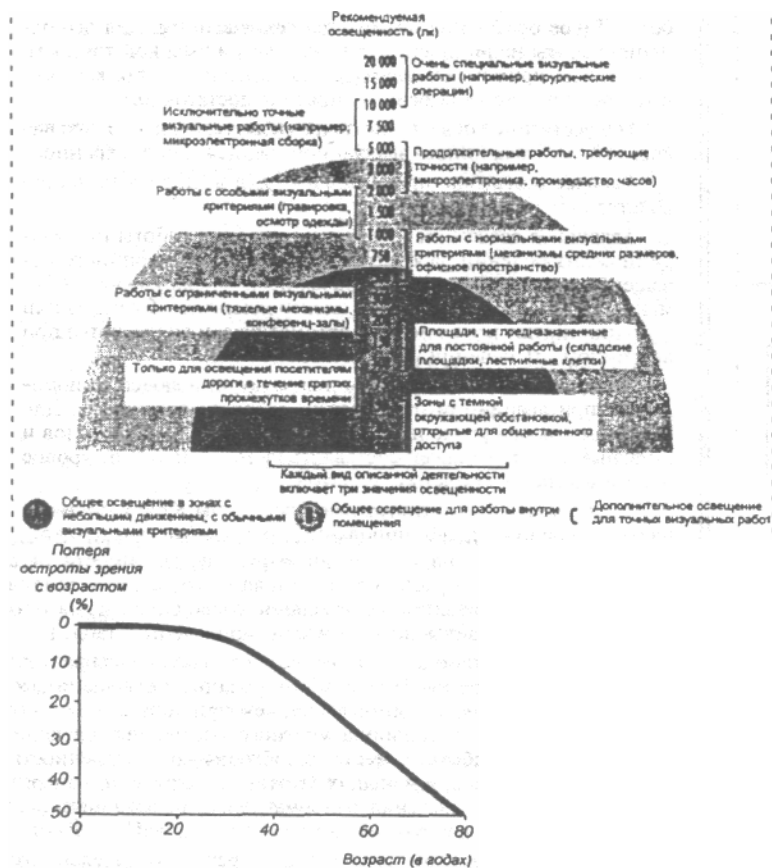 Рекомендуемая
освещенность (лк)
20 000
15 000
10 000
7 500
5 000
3 000
2 000
1 500
1 000
750
Очень специальные визуальные
работы (например, хирургические
операции)
Исключительно точные
визуальные работы (например,
микроэлектронная сборка)
Продолжительные работы, требующие
точности (например,
микроэлектроника, производство часов)
Работы с особыми визуальными
критериями (гравировка,
осмотр одежды)
Работы с нормальными визуальными
критериями (механизмы средних размеров,
офисное пространство)
Работы с ограниченными визуальными
критериями (тяжелые механизмы,
конференц-залы)
Площади, не предназначенные
для постоянной работы (складские
площадки, лестничные клетки)
Только для освещения посетителям
дороги в течение кратких
промежутков времени
Зоны с темной
окружающей обстановкой,
открытые для общественного
доступа
Каждый вид описанной деятельности
включает три значения освещенности
Общее освещение в зонах с
небольшим движением, с обычными
визуальными критериями
Общее освещение для работы внутри
помещения
Дополнительное освещение
для точных визуальных работ
Потеря
остроты зрения
с возрастом
(%)
0
10
20
30
40
50
0 20 40 60 80
Возраст (в годах)